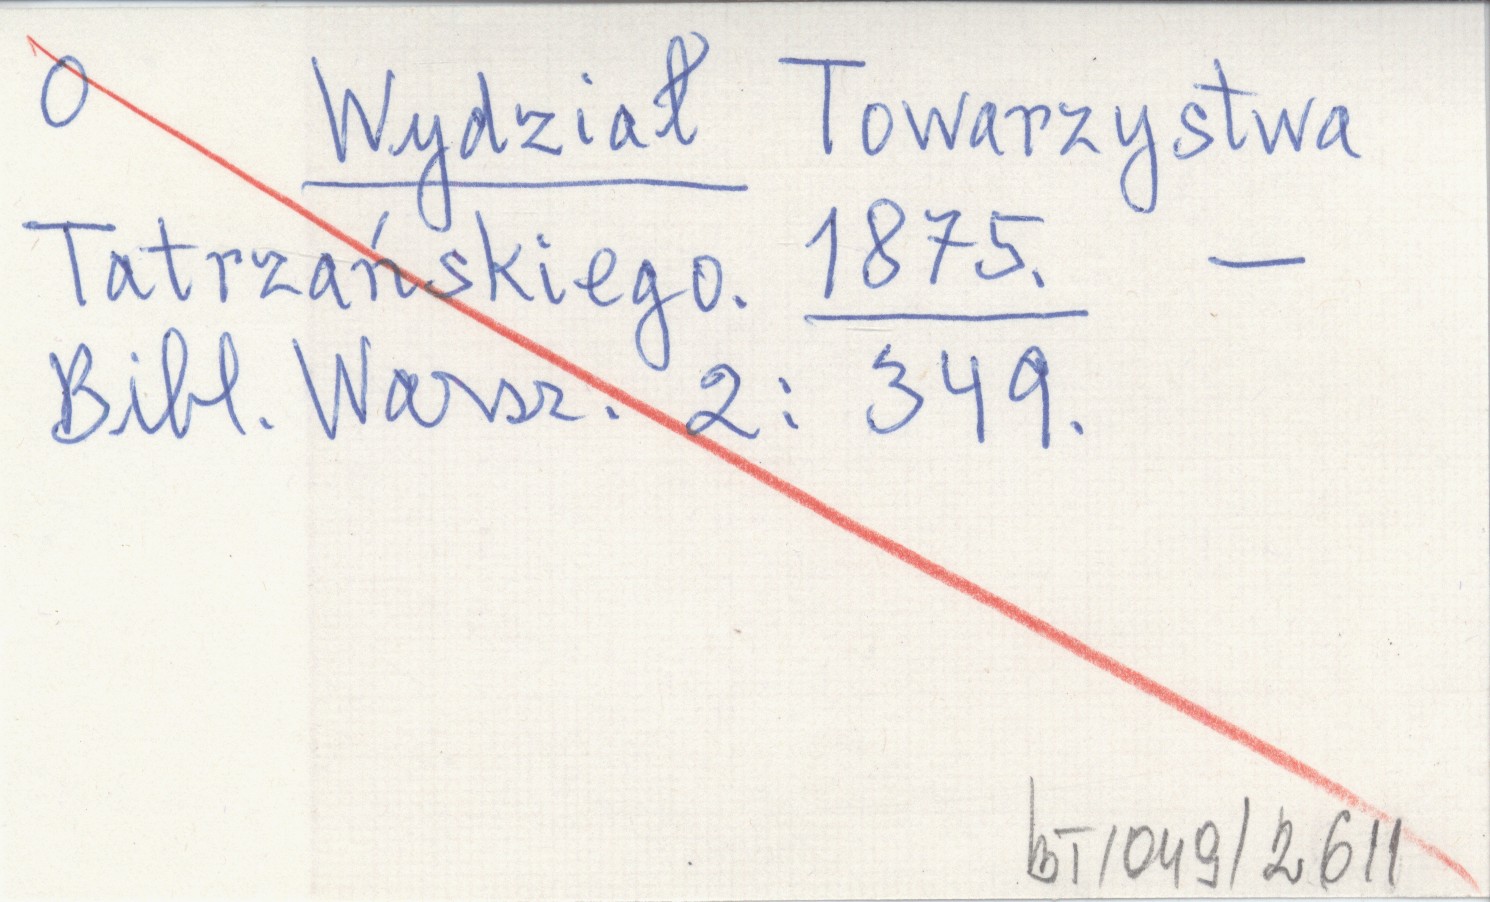 O Wydział Towarzystwa
Tatrzańskiego. 1875. —
Bibl. Warsz. 2: 349.
BT/049/2611